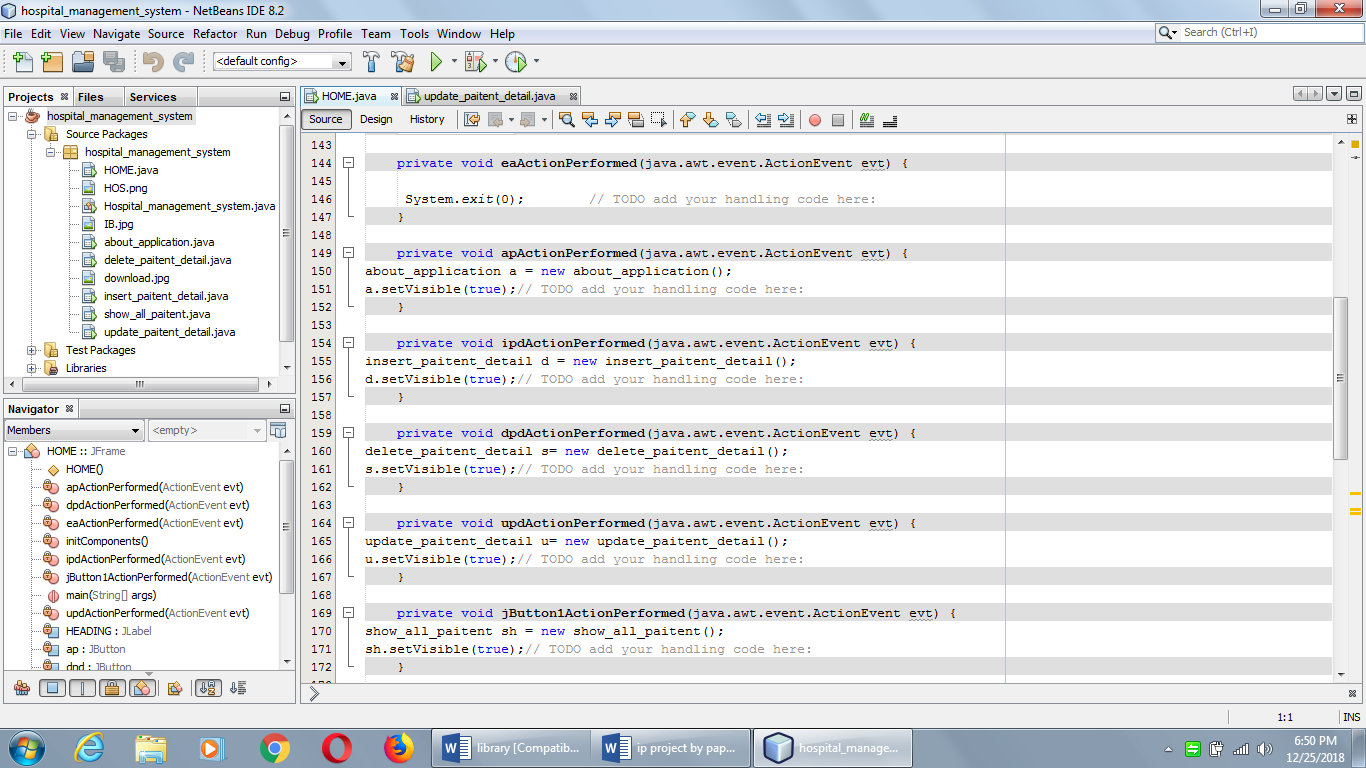 hospital_management_system - NetBeans IDE 8.2
File Edit View Navigate Source Refactor Run Debug Profile Team Tools Window Help
Search (Ctrl+I)
<default config>
Projects Files Services
hospital_management_system
Source Packages
hospital_management_system
HOME.java
HOS.png
Hospital_management_system.java
IB.jpg
about_application.java
delete_paitent_detail.java
download.jpg
insert_paitent_detail.java
show_all_paitent.java
update_paitent_detail.java
Test Packages
Libraries
Navigator
Members <empty>
HOME :: JFrame
HOME()
apActionPerformed(ActionEvent evt)
dpdActionPerformed(ActionEvent evt)
eaActionPerformed(ActionEvent evt)
initComponents()
ipdActionPerformed(ActionEvent evt)
jButton1ActionPerformed(ActionEvent evt)
main(String[] args)
updActionPerformed(ActionEvent evt)
HEADING : JLabel
ap : JButton
dpd : JButton
HOME.java update_paitent_detail.java
Source Design History
143
144 private void eaActionPerformed(java.awt.event.ActionEvent evt) {
145
146 System.exit(0); // TODO add your handling code here:
147 }
148
149 private void apActionPerformed(java.awt.event.ActionEvent evt) {
150 about_application a = new about_application();
151 a.setVisible(true);// TODO add your handling code here:
152 }
153
154 private void ipdActionPerformed(java.awt.event.ActionEvent evt) {
155 insert_paitent_detail d = new insert_paitent_detail();
156 d.setVisible(true);// TODO add your handling code here:
157 }
158
159 private void dpdActionPerformed(java.awt.event.ActionEvent evt) {
160 delete_paitent_detail s= new delete_paitent_detail();
161 s.setVisible(true);// TODO add your handling code here:
162 }
163
164 private void updActionPerformed(java.awt.event.ActionEvent evt) {
165 update_paitent_detail u= new update_paitent_detail();
166 u.setVisible(true);// TODO add your handling code here:
167 }
168
169 private void jButton1ActionPerformed(java.awt.event.ActionEvent evt) {
170 show_all_paitent sh = new show_all_paitent();
171 sh.setVisible(true);// TODO add your handling code here:
172 }
1:1 INS
library [Compatib... ip project by pap... hospital_manage...
6:50 PM
12/25/2018